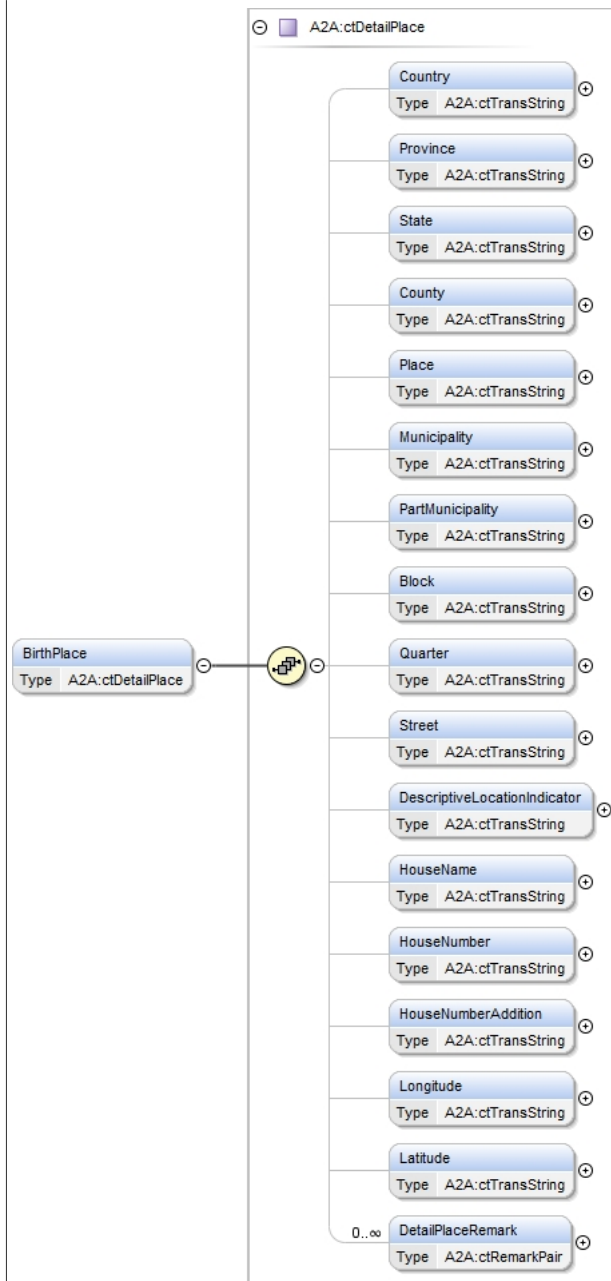 A2A:ctDetailPlace
Country
Type A2A:ctTransString
Province
Type A2A:ctTransString
State
Type A2A:ctTransString
County
Type A2A:ctTransString
Place
Type A2A:ctTransString
Municipality
Type A2A:ctTransString
PartMunicipality
Type A2A:ctTransString
Block
Type A2A:ctTransString
BirthPlace
Type A2A:ctDetailPlace
Quarter
Type A2A:ctTransString
Street
Type A2A:ctTransString
DescriptiveLocationIndicator
Type A2A:ctTransString
HouseName
Type A2A:ctTransString
HouseNumber
Type A2A:ctTransString
HouseNumberAddition
Type A2A:ctTransString
Longitude
Type A2A:ctTransString
Latitude
Type A2A:ctTransString
0..∞ DetailPlaceRemark
Type A2A:ctRemarkPair